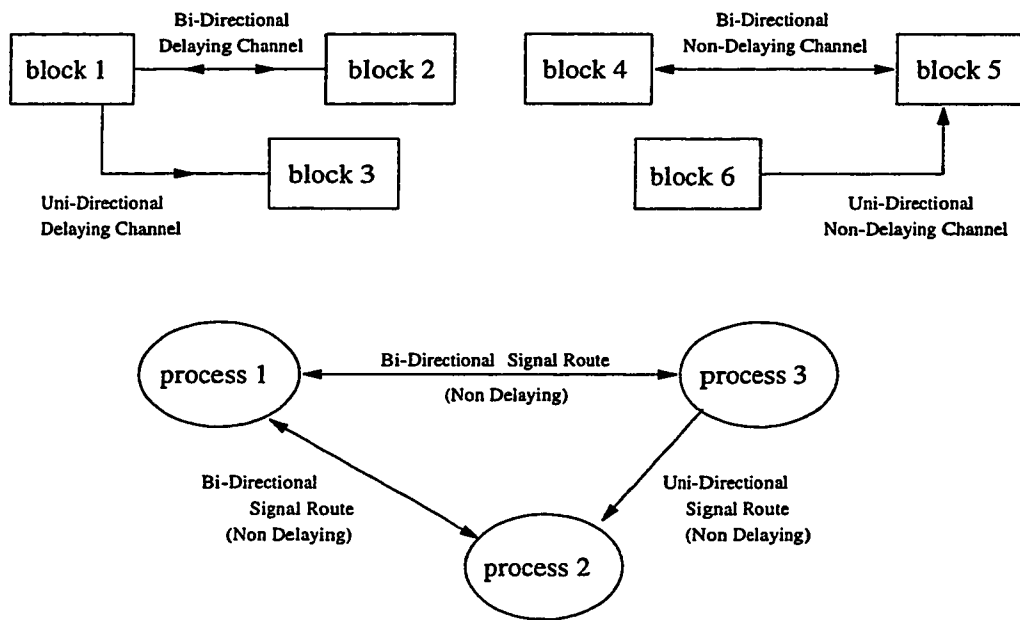 Bi-Directional
Delaying Channel
block 1
block 2
block 3
Uni-Directional
Delaying Channel
Bi-Directional
Non-Delaying Channel
block 4
block 5
block 6
Uni-Directional
Non-Delaying Channel
process 1
Bi-Directional Signal Route
(Non Delaying)
process 3
Bi-Directional
Signal Route
(Non Delaying)
Uni-Directional
Signal Route
(Non Delaying)
process 2